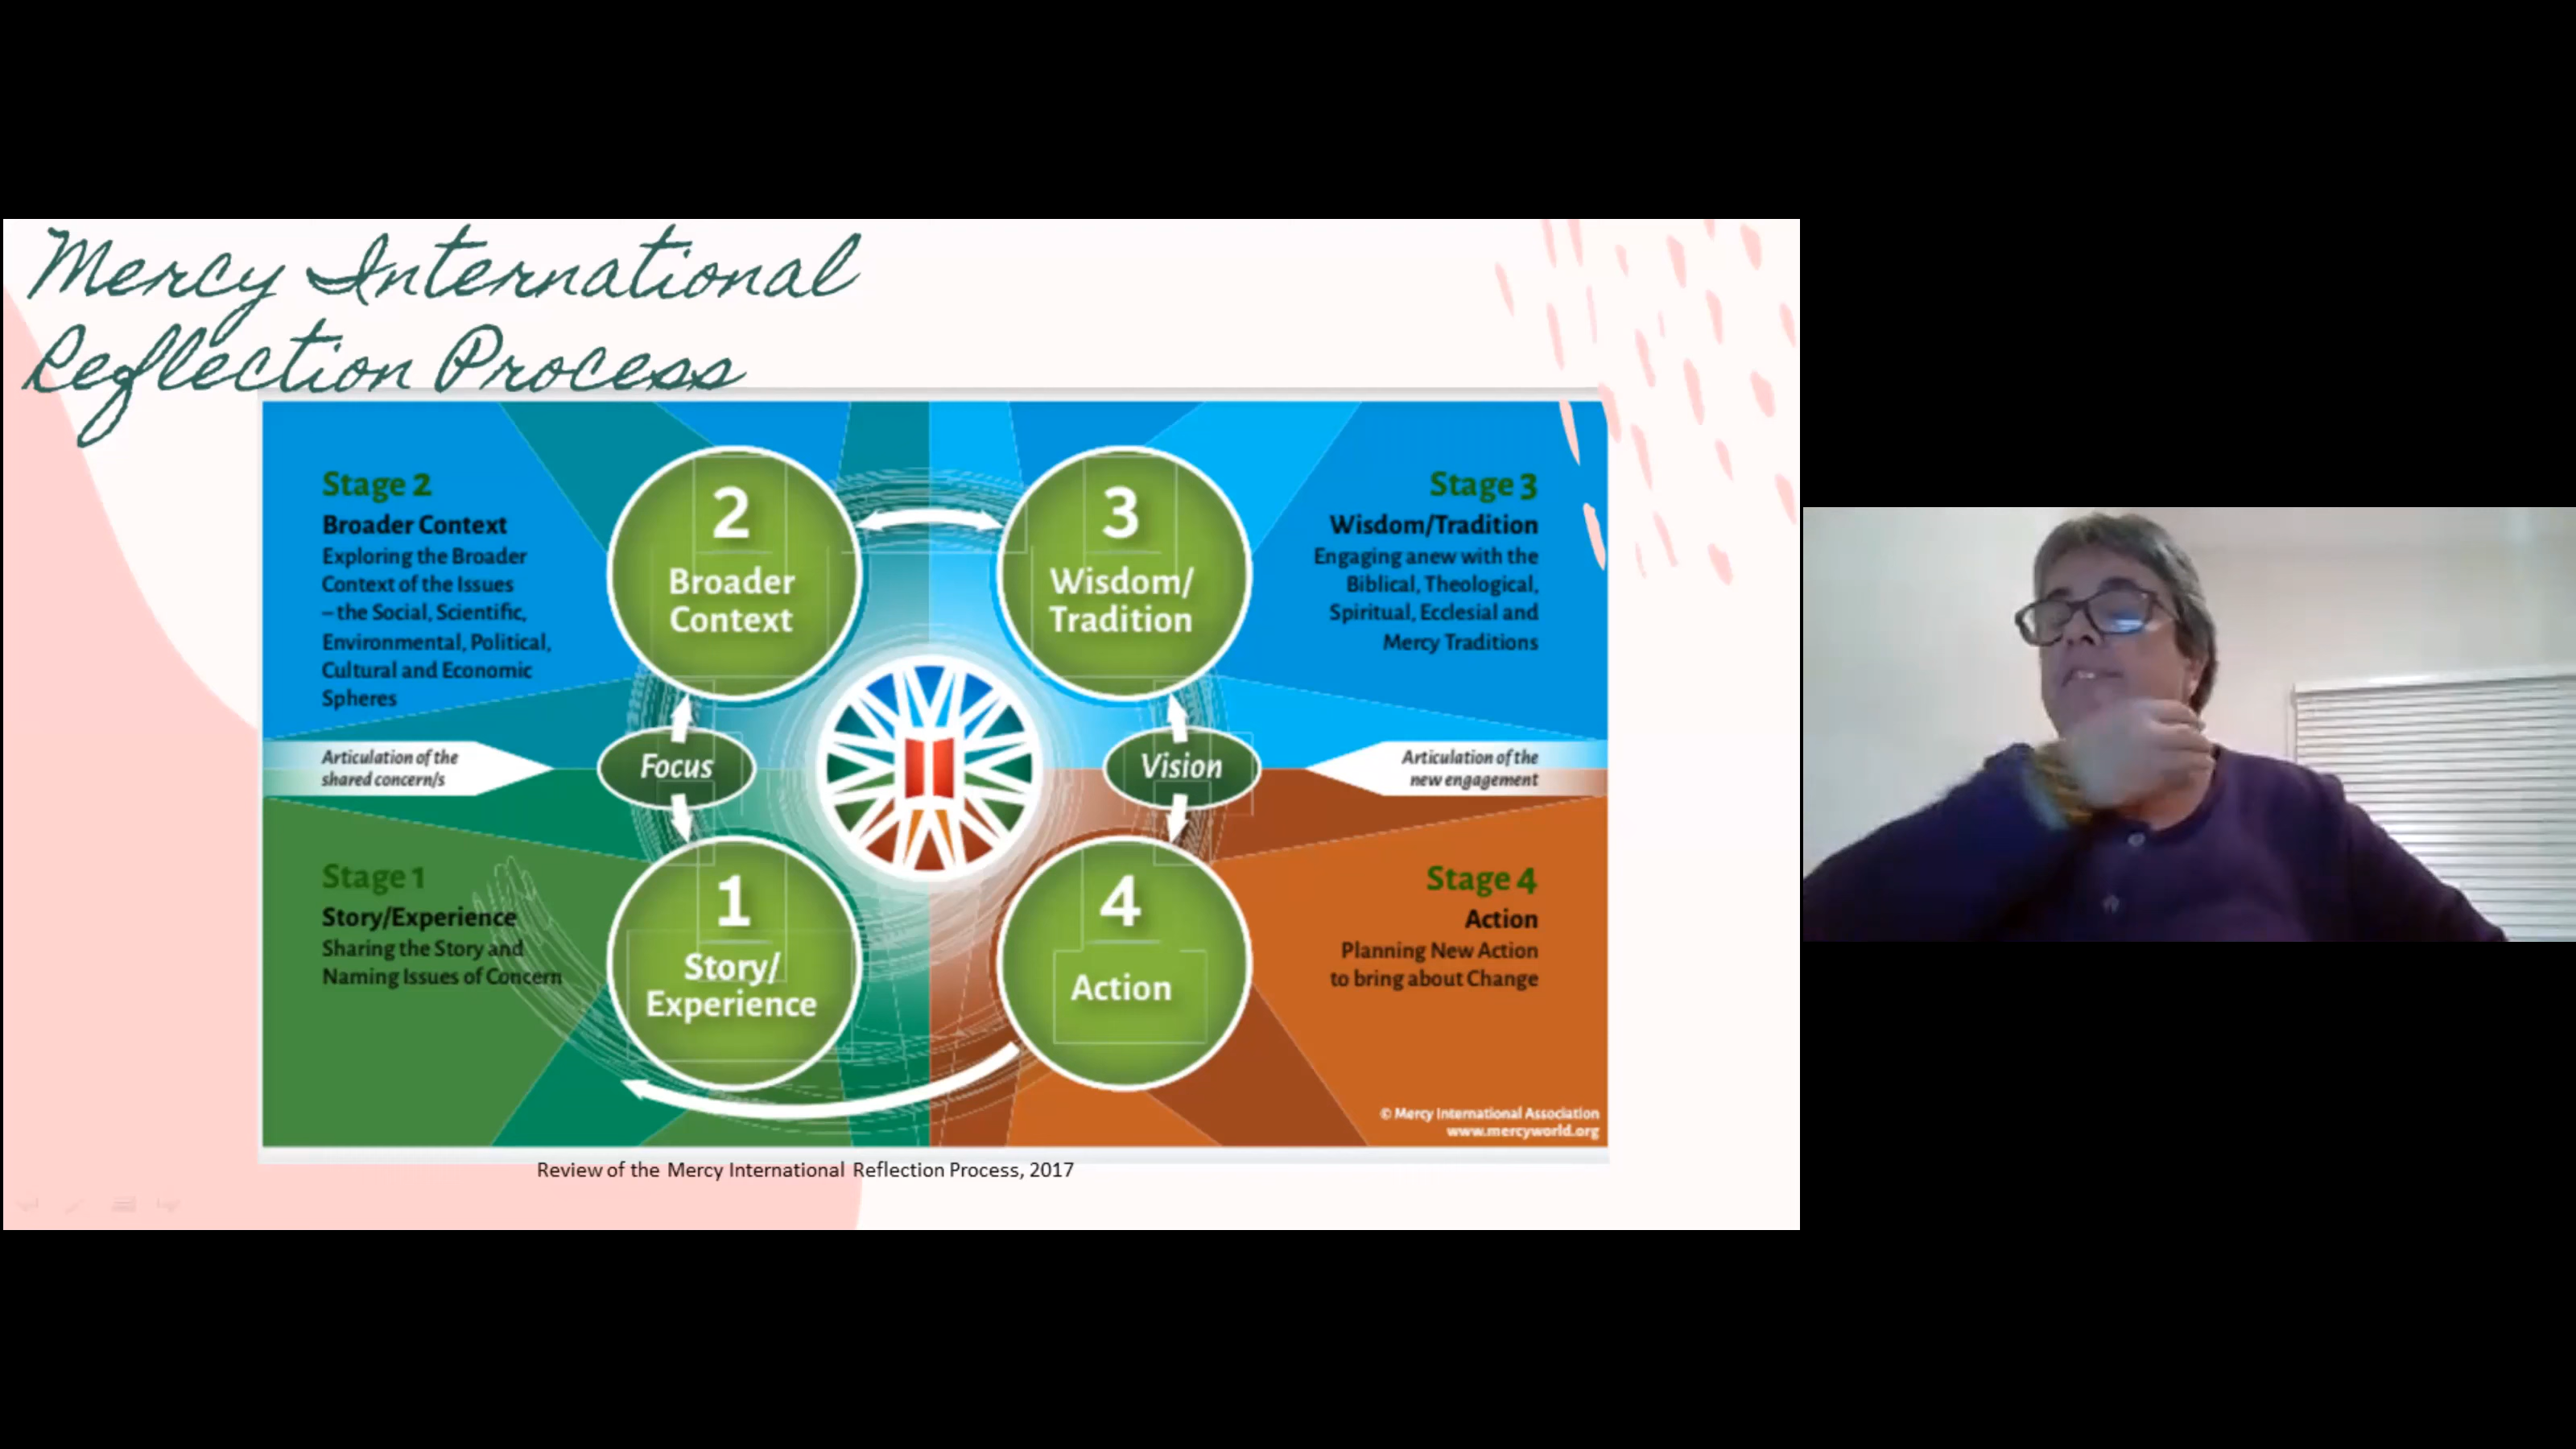 Mercy International
Reflection Process
Stage 2
Broader Context
Exploring the Broader
Context of the Issues
– the Social, Scientific,
Environmental, Political,
Cultural and Economic
Spheres
2
Broader
Context
3
Wisdom/
Tradition
Stage 3
Wisdom/Tradition
Engaging anew with the
Biblical, Theological,
Spiritual, Ecclesial and
Mercy Traditions
Articulation of the
shared concern/s
Focus
Vision
Articulation of the
new engagement
Stage 1
Story/Experience
Sharing the Story and
Naming Issues of Concern
1
Story/
Experience
4
Action
Stage 4
Action
Planning New Action
to bring about Change
© Mercy International Association
www.mercyworld.org
Review of the Mercy International Reflection Process, 2017